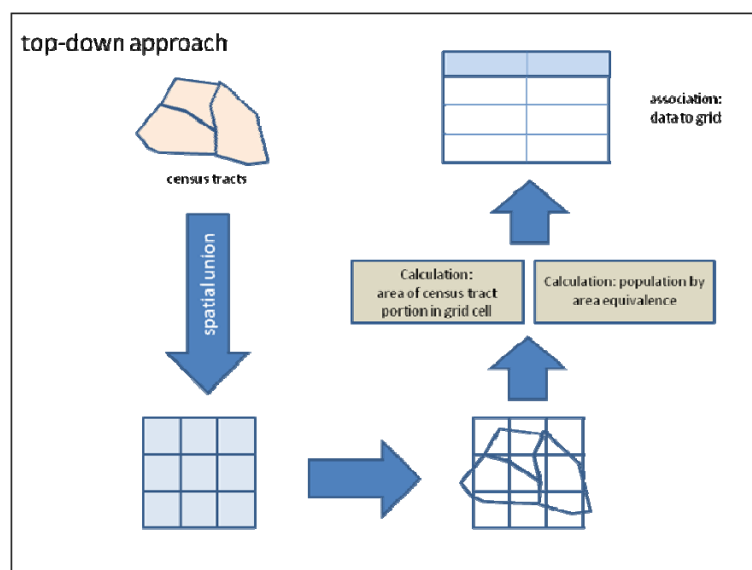 top-down approach
census tracts
spatial union
association:
data to grid
Calculation:
area of census tract
portion in grid cell
Calculation: population by
area equivalence